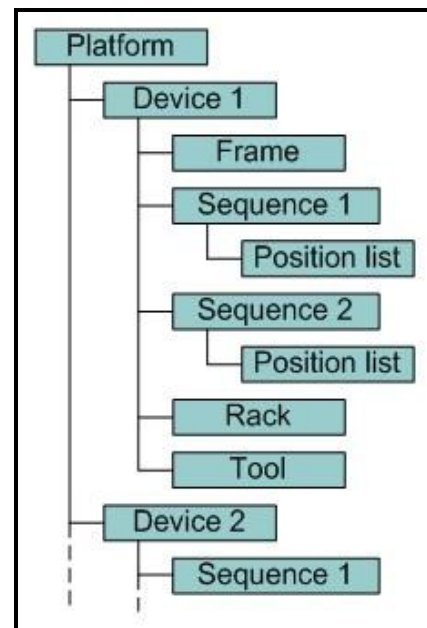 Platform
Device 1
Frame
Sequence 1
Position list
Sequence 2
Position list
Rack
Tool
Device 2
Sequence 1